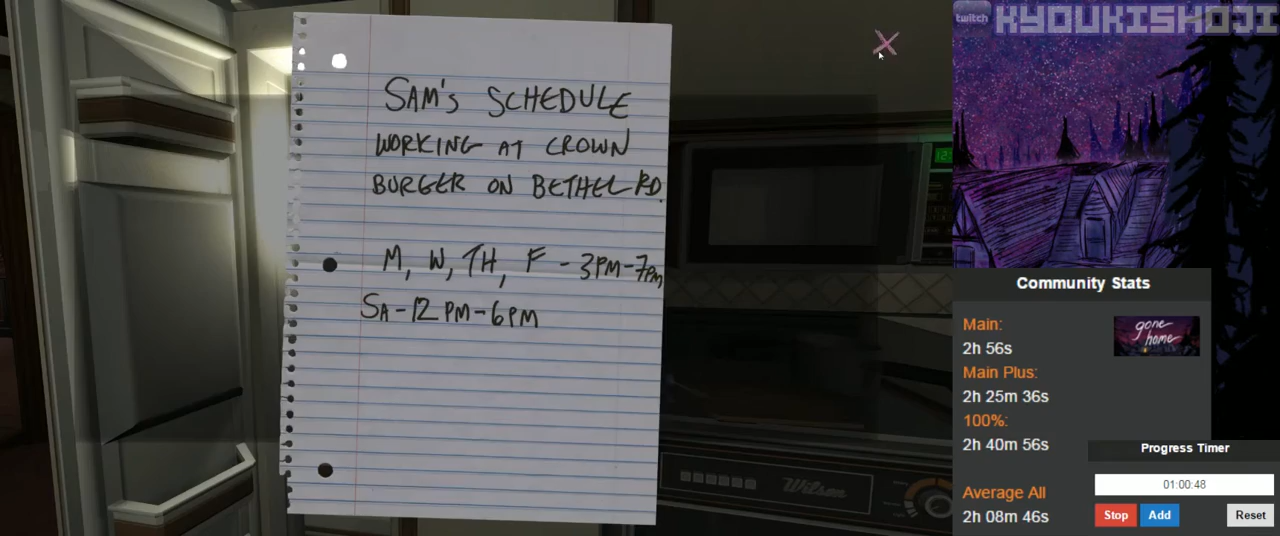 SAM'S SCHEDULE
WORKING AT CROWN
BURGER ON BETHEL RD.
M, W, TH, F - 3PM-7PM
SA-12 PM-6PM
Wilson
twitch KYOUKISHOJI
Community Stats
gone home
Main:
2h 56s
Main Plus:
2h 25m 36s
100%:
2h 40m 56s
Average All
2h 08m 46s
Progress Timer
01:00:48
Stop Add Reset